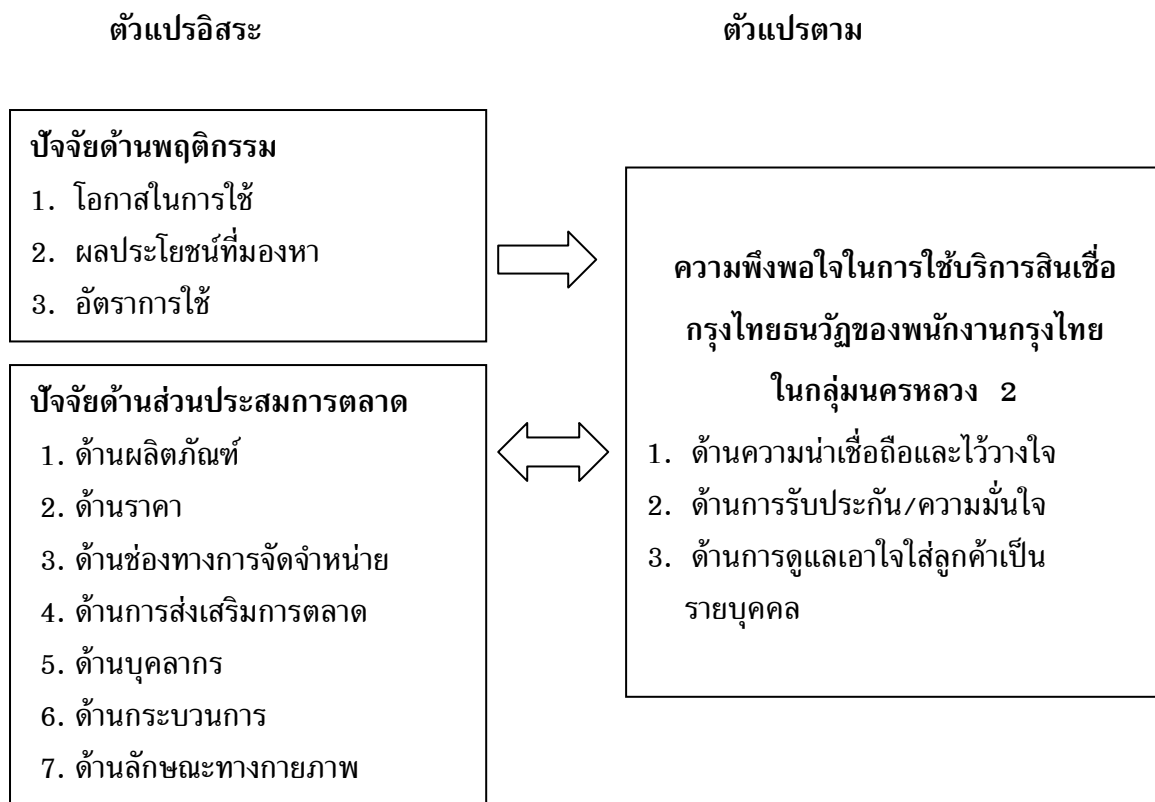 ตัวแปรอิสระ
ตัวแปรตาม
ปัจจัยด้านพฤติกรรม
1. โอกาสในการใช้
2. ผลประโยชน์ที่มองหา
3. อัตราการใช้
ปัจจัยด้านส่วนประสมการตลาด
1. ด้านผลิตภัณฑ์
2. ด้านราคา
3. ด้านช่องทางการจัดจำหน่าย
4. ด้านการส่งเสริมการตลาด
5. ด้านบุคลากร
6. ด้านกระบวนการ
7. ด้านลักษณะทางกายภาพ
ความพึงพอใจในการใช้บริการสินเชื่อ
กรุงไทยธนวัฏของพนักงานกรุงไทย
ในกลุ่มนครหลวง 2
1. ด้านความน่าเชื่อถือและไว้วางใจ
2. ด้านการรับประกัน/ความมั่นใจ
3. ด้านการดูแลเอาใจใส่ลูกค้าเป็น
รายบุคคล